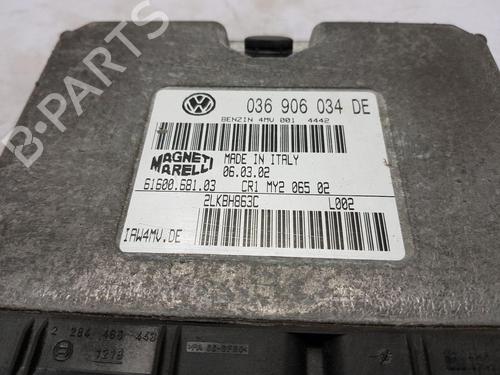 036 906 034 DE
BENZIN 4MV 001 4442
MAGNETI MARELLI
MADE IN ITALY
06.03.02
61600.681.03 CR1 MY2 065 02
2LKBH863C L002
IAW4MV.DE
1218